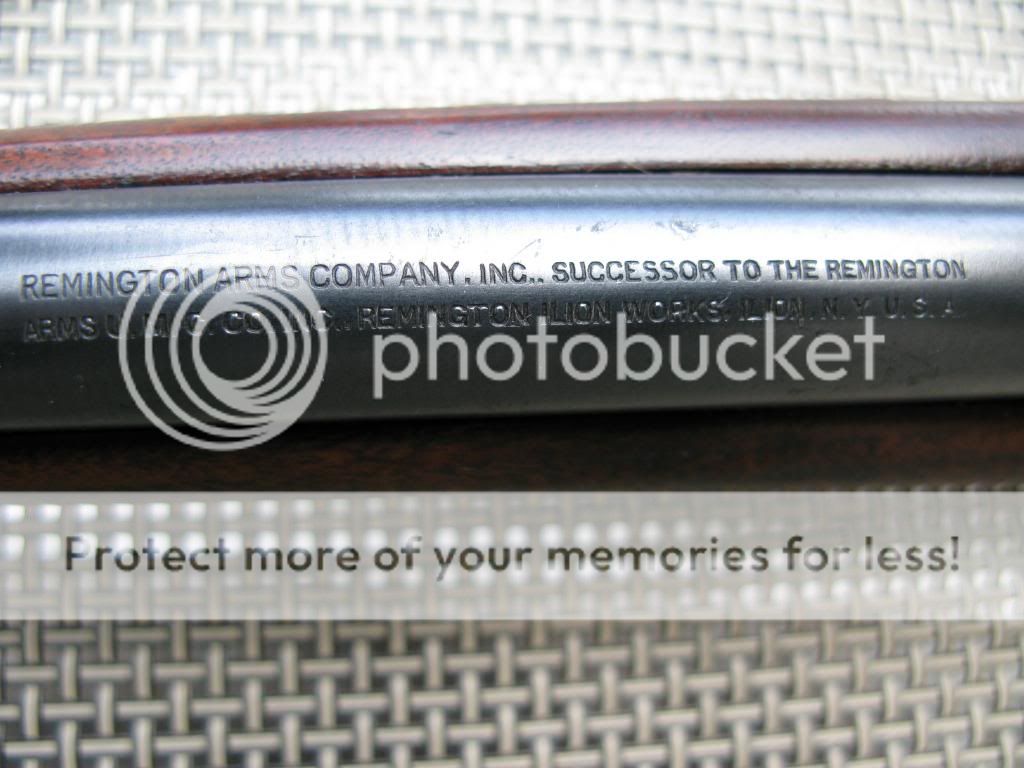 REMINGTON ARMS COMPANY, INC., SUCCESSOR TO THE REMINGTON
ARMS U.M.C. CO. INC., REMINGTON ILION WORKS, ILION, N.Y. U.S.A.
photobucket
Protect more of your memories for less!